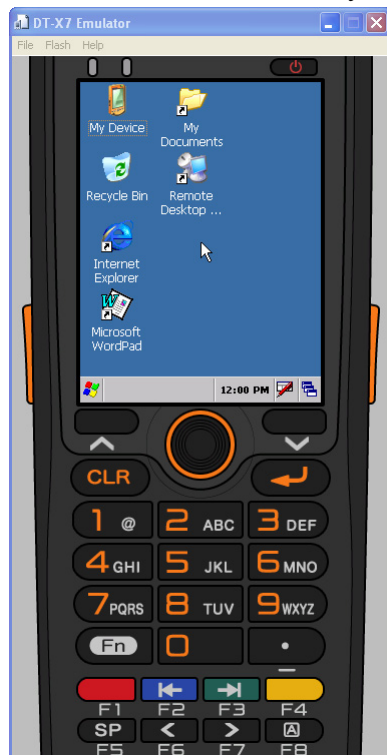 DT-X7 Emulator
File Flash Help
My Device
My
Documents
Recycle Bin
Remote
Desktop ...
Internet
Explorer
Microsoft
WordPad
12:00 PM
CLR
1 @
2 ABC
3 DEF
4 GHI
5 JKL
6 MNO
7 PQRS
8 TUV
9 WXYZ
Fn
0
.
F1 F2 F3 F4
SP < > A
F5 F6 F7 F8